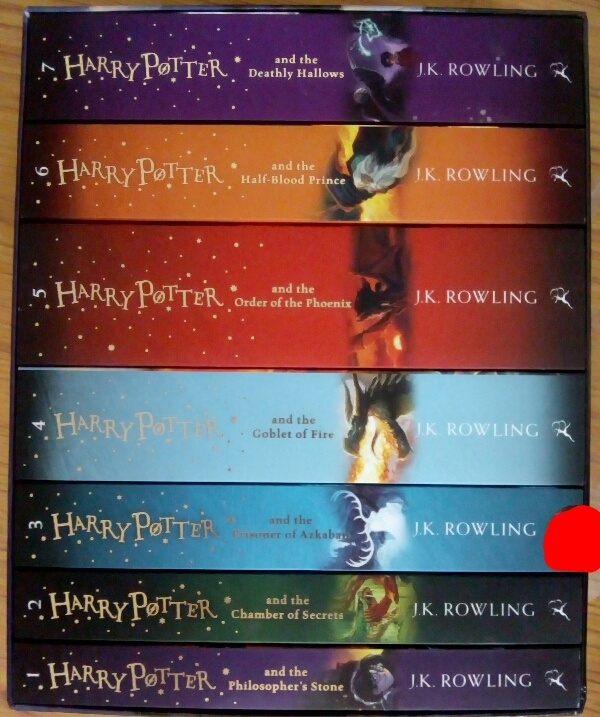 7 HARRY POTTER and the Deathly Hallows J.K. ROWLING
6 HARRY POTTER and the Half-Blood Prince J.K. ROWLING
5 HARRY POTTER and the Order of the Phoenix J.K. ROWLING
4 HARRY POTTER and the Goblet of Fire J.K. ROWLING
3 HARRY POTTER and the Prisoner of Azkaban J.K. ROWLING
2 HARRY POTTER and the Chamber of Secrets J.K. ROWLING
1 HARRY POTTER and the Philosopher's Stone J.K. ROWLING